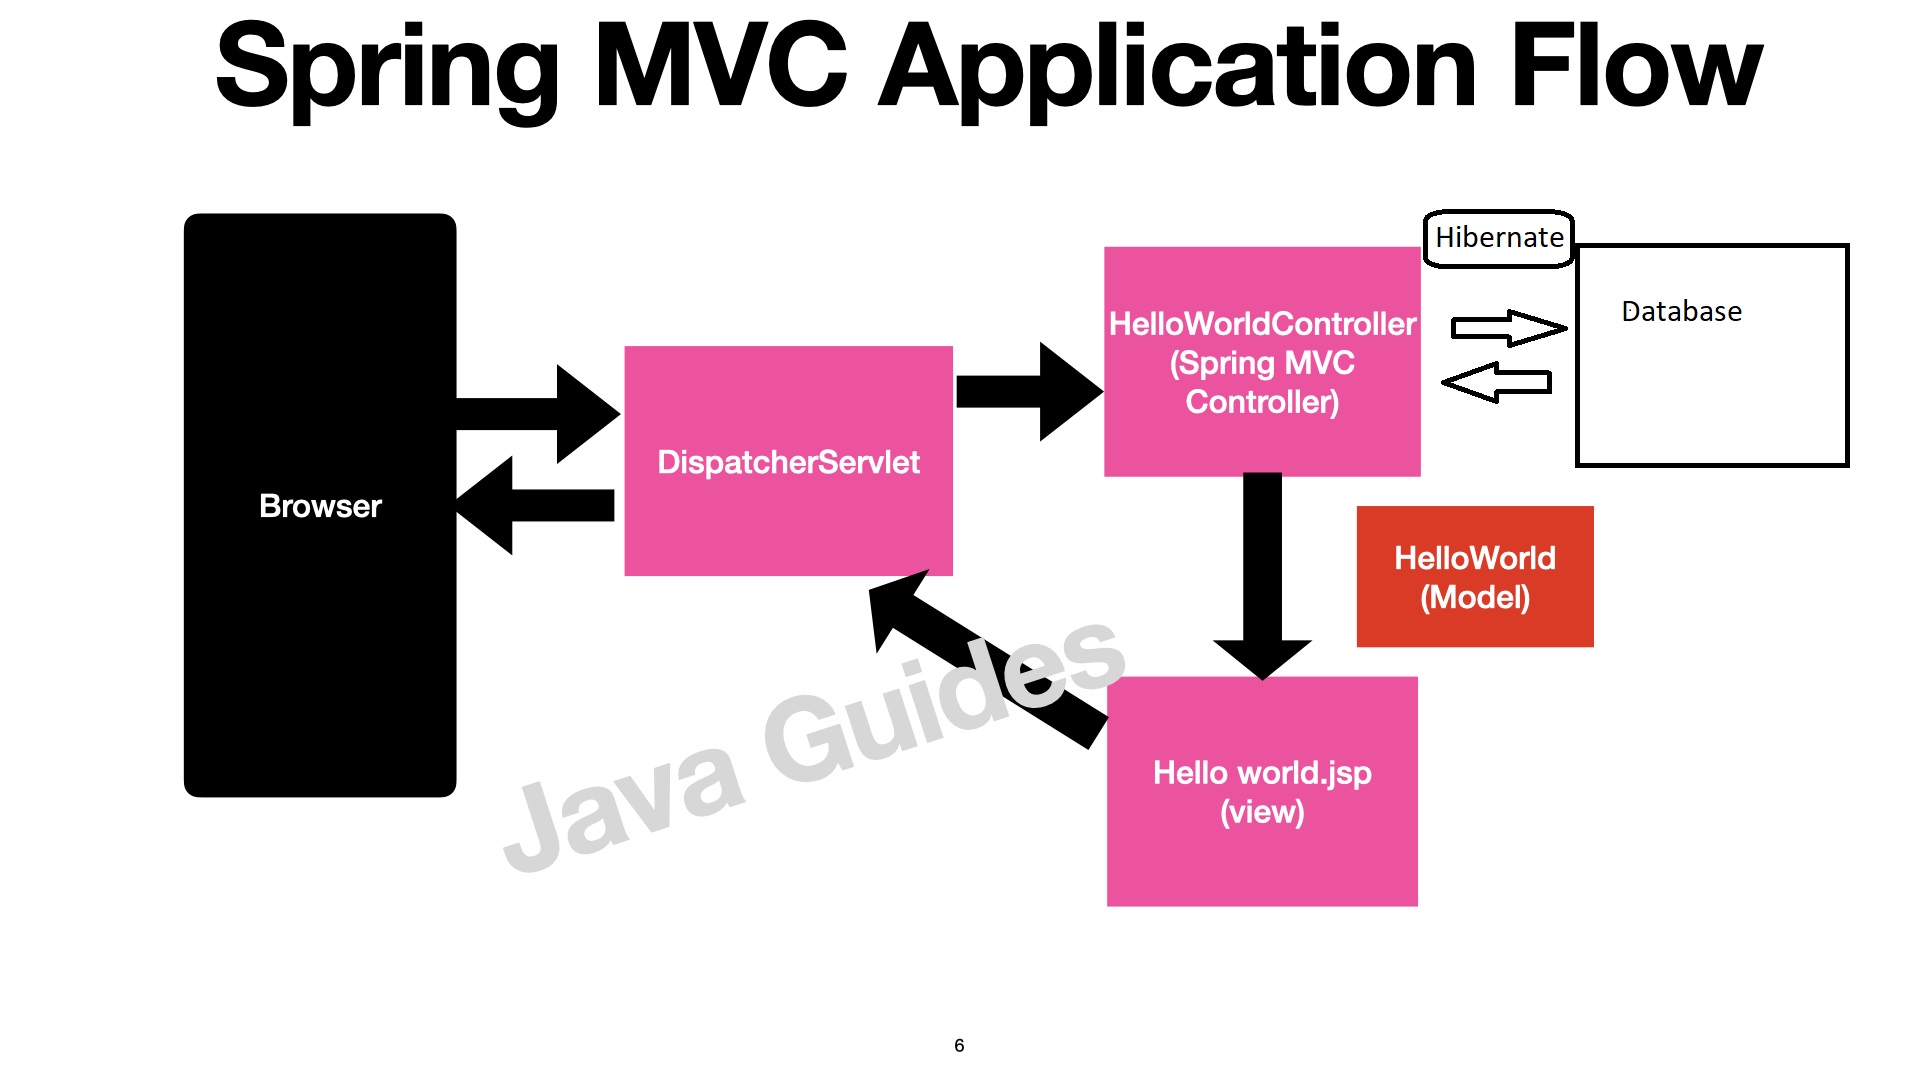 Spring MVC Application Flow
Browser
DispatcherServlet
HelloWorldController
(Spring MVC
Controller)
Hibernate
Database
HelloWorld
(Model)
Hello world.jsp
(view)
Java Guides
6